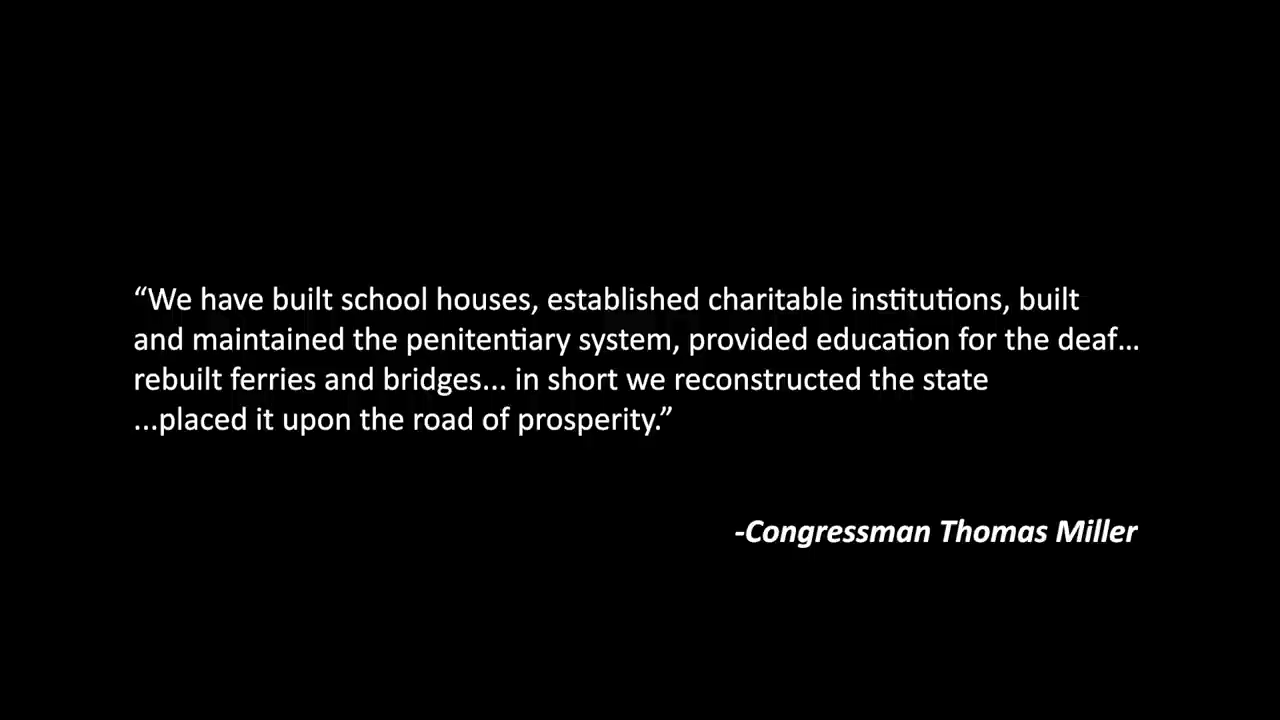 “We have built school houses, established charitable institutions, built
and maintained the penitentiary system, provided education for the deaf...
rebuilt ferries and bridges... in short we reconstructed the state
...placed it upon the road of prosperity.”
-Congressman Thomas Miller